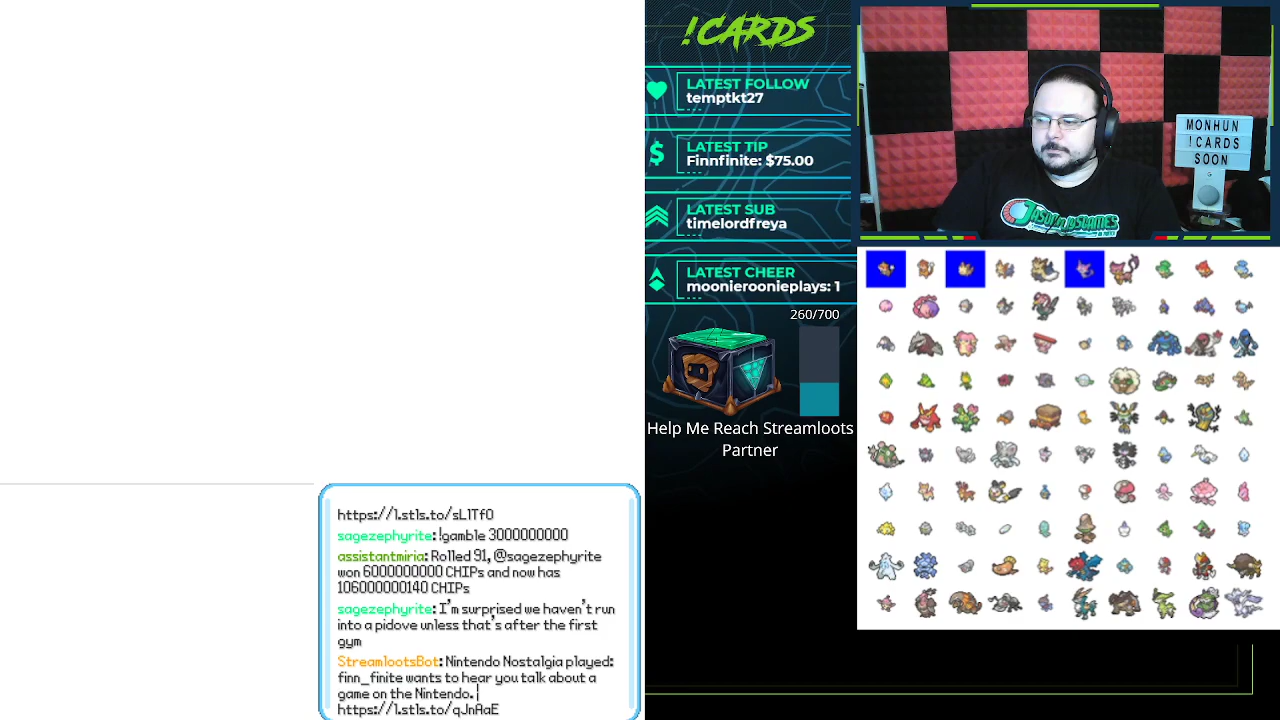 !CARDS
LATEST FOLLOW
temptkt27
LATEST TIP
Finnfinite: $75.00
LATEST SUB
timelordfreya
LATEST CHEER
moonieroonieplays: 1
260/700
Help Me Reach Streamloots
Partner
MONHUN
!CARDS
SOON
G
https://1.stls.to/sL1Tf0
sagezephyrite: !gamble 3000000000
assistantmiria: Rolled 91, @sagezephyrite
won 6000000000 CHIPS and now has
106000000140 CHIPs
sagezephyrite: I'm surprised we haven't run
into a pidove unless that's after the first
gym
StreamlootsBot: Nintendo Nostalgia played:
finn_finite wants to hear you talk about a
game on the Nintendo. |
https://1.stls.to/qJnAaE